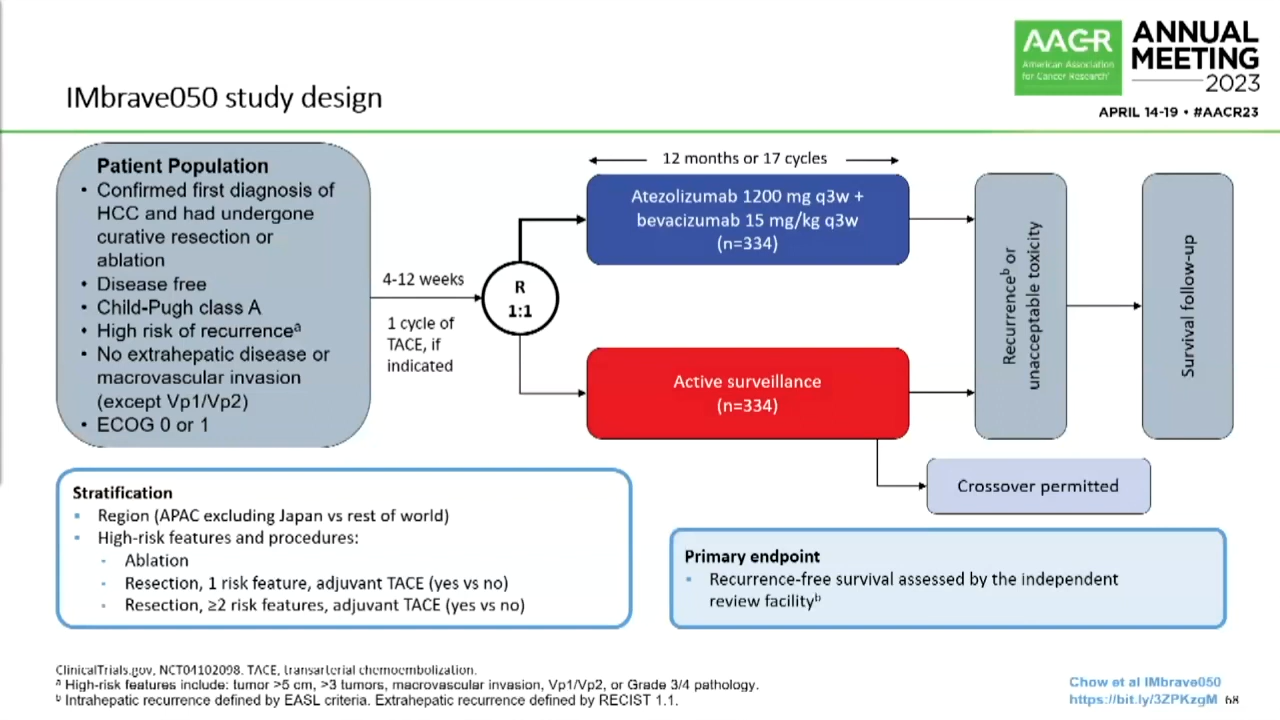 AACR
American Association
for Cancer Research®
ANNUAL
MEETING
2023
APRIL 14-19 • #AACR23
IMbrave050 study design
Patient Population
• Confirmed first diagnosis of
HCC and had undergone
curative resection or
ablation
• Disease free
• Child-Pugh class A
• High risk of recurrenceᵃ
• No extrahepatic disease or
macrovascular invasion
(except Vp1/Vp2)
• ECOG 0 or 1
4-12 weeks
1 cycle of
TACE, if
indicated
R
1:1
12 months or 17 cycles
Atezolizumab 1200 mg q3w +
bevacizumab 15 mg/kg q3w
(n=334)
Active surveillance
(n=334)
Recurrenceᵇ or
unacceptable toxicity
Survival follow-up
Crossover permitted
Stratification
▪ Region (APAC excluding Japan vs rest of world)
▪ High-risk features and procedures:
- Ablation
- Resection, 1 risk feature, adjuvant TACE (yes vs no)
- Resection, ≥2 risk features, adjuvant TACE (yes vs no)
Primary endpoint
▪ Recurrence-free survival assessed by the independent
review facilityᵇ
ClinicalTrials.gov, NCT04102098. TACE, transarterial chemoembolization.
ᵃ High-risk features include: tumor >5 cm, >3 tumors, macrovascular invasion, Vp1/Vp2, or Grade 3/4 pathology.
ᵇ Intrahepatic recurrence defined by EASL criteria. Extrahepatic recurrence defined by RECIST 1.1.
Chow et al IMbrave050
https://bit.ly/3ZPKzgM 68